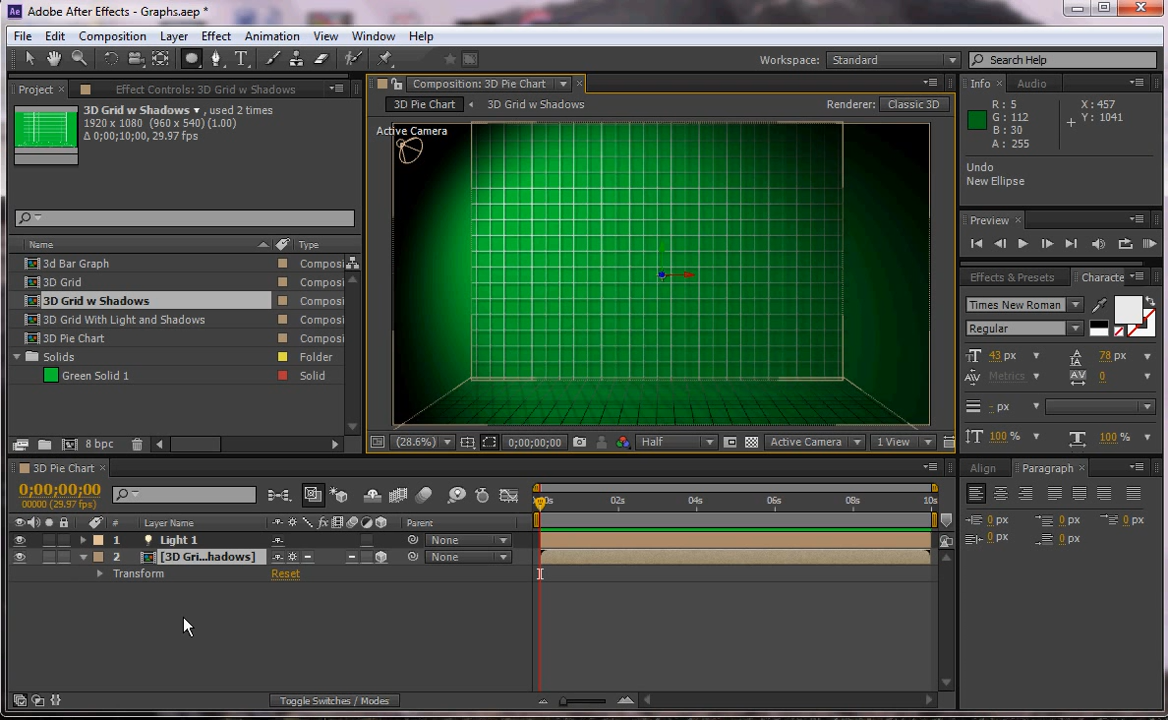 Adobe After Effects - Graphs.aep *
File Edit Composition Layer Effect Animation View Window Help
Workspace: Standard Search Help
Project Effect Controls: 3D Grid w Shadows
3D Grid w Shadows , used 2 times
1920 x 1080 (960 x 540) (1.00)
Δ 0;00;10;00, 29.97 fps
Name Type
3d Bar Graph Composi
3D Grid Composi
3D Grid w Shadows Composi
3D Grid With Light and Shadows Composi
3D Pie Chart Composi
Solids Folder
Green Solid 1 Solid
8 bpc
Composition: 3D Pie Chart
3D Pie Chart 3D Grid w Shadows Renderer: Classic 3D
Active Camera
(28.6%) 0;00;00;00 Half Active Camera 1 View
Info Audio
R : 5
G : 112
B : 30
A : 255
X : 457
Y : 1041
Undo
New Ellipse
Preview
Effects & Presets Characte
Times New Roman
Regular
43 px 78 px
Metrics 0
- px
100 % 100 %
Align Paragraph
0 px 0 px 0 px
0 px 0 px
3D Pie Chart
0;00;00;00
00000 (29.97 fps)
# Layer Name Parent
1 Light 1 None
2 [3D Gri...hadows] None
Transform Reset
02s 04s 06s 08s 10s
Toggle Switches / Modes